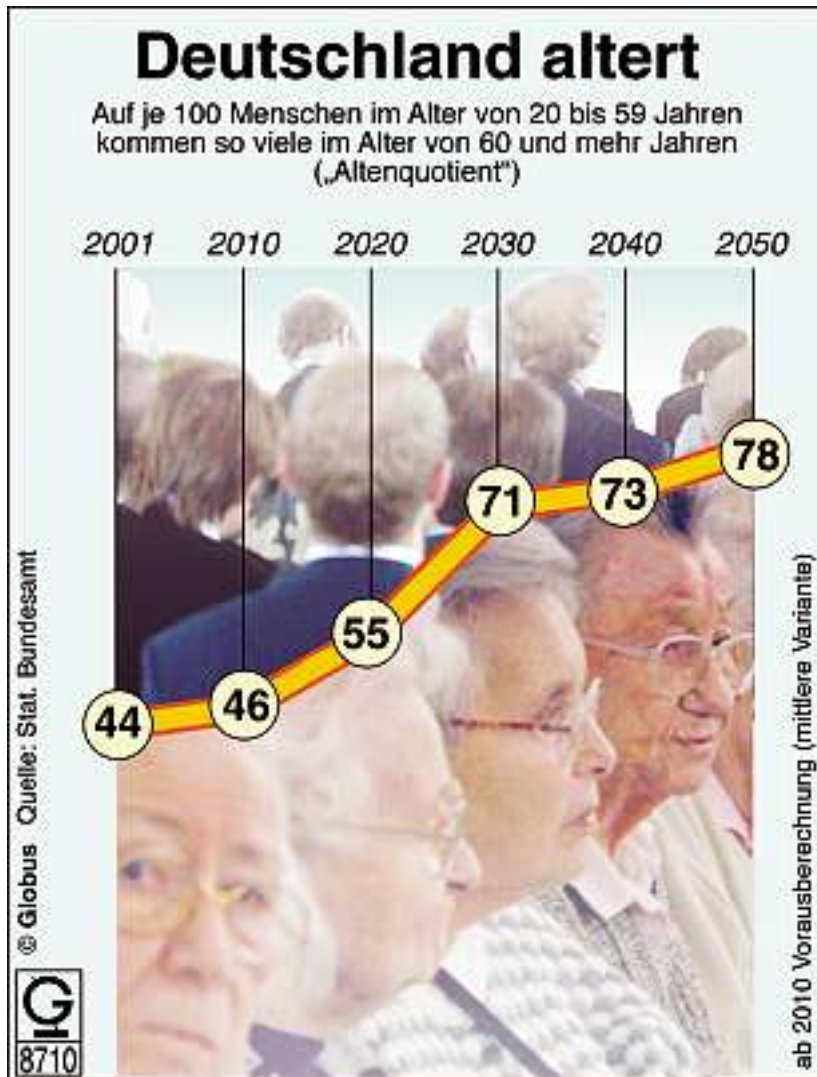 Deutschland altert
Auf je 100 Menschen im Alter von 20 bis 59 Jahren
kommen so viele im Alter von 60 und mehr Jahren
(„Altenquotient“)
2001 2010 2020 2030 2040 2050
44 46 55 71 73 78
© Globus Quelle: Stat. Bundesamt
ab 2010 Vorausberechnung (mittlere Variante)
G
8710